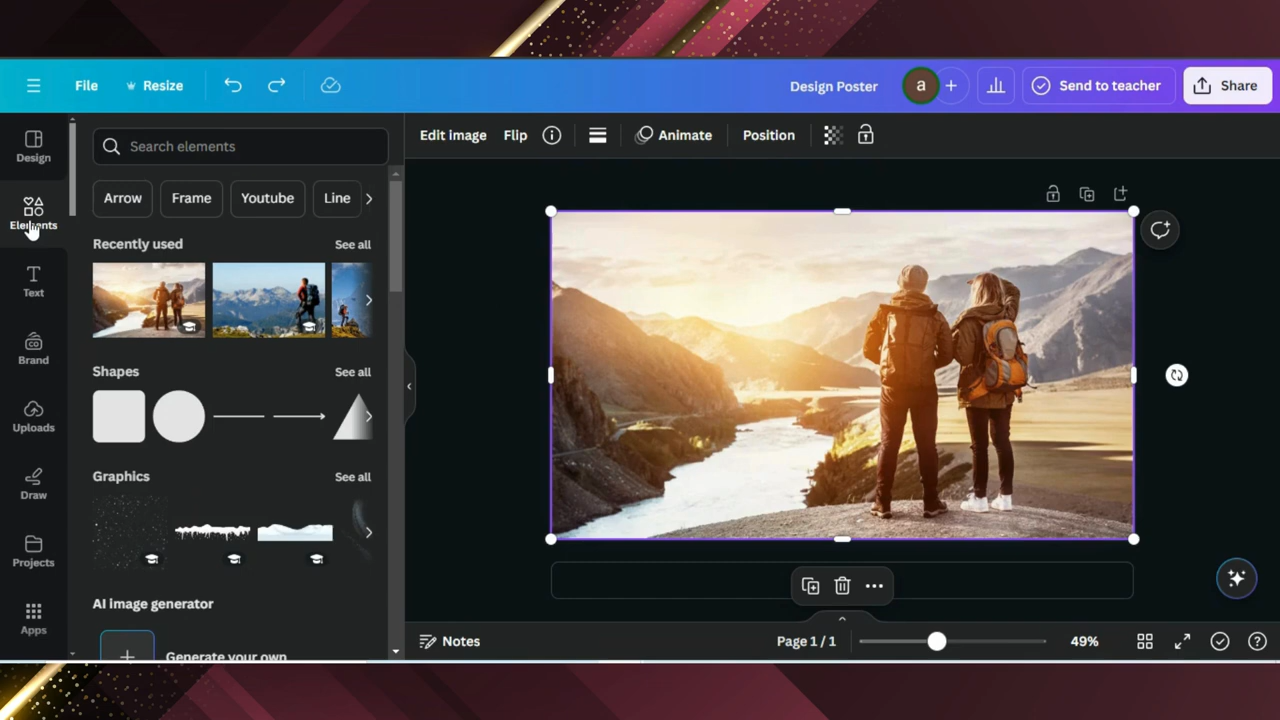 File
Resize
Design Poster
a
Send to teacher
Share
Design
Elements
Text
Brand
CO
Uploads
Draw
Projects
Apps
Search elements
Arrow
Frame
Youtube
Line
Recently used
See all
Shapes
See all
Graphics
See all
AI image generator
Generate your own
Edit image
Flip
Animate
Position
Notes
Page 1 / 1
49%